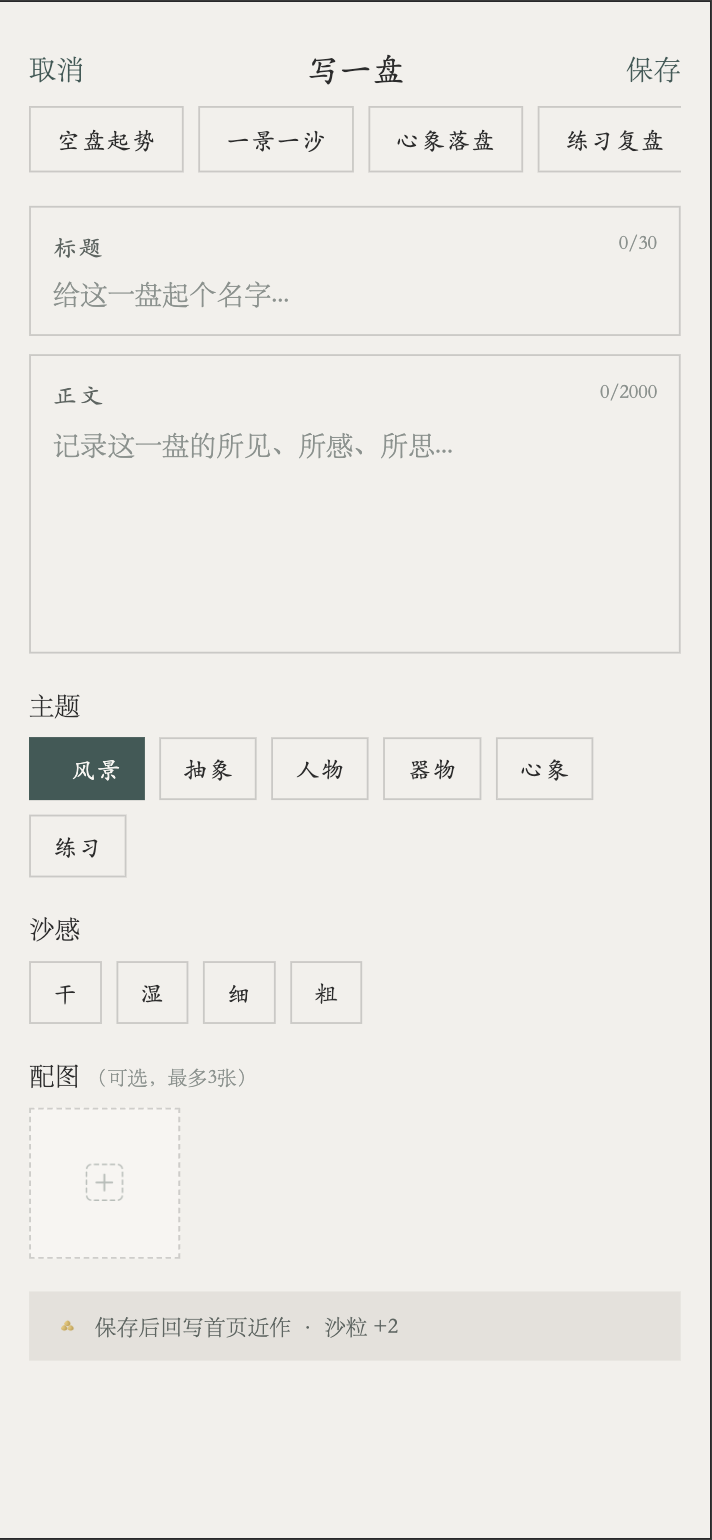 取消 写一盘 保存
空盘起势 一景一沙 心象落盘 练习复盘
标题 0/30
给这一盘起个名字...
正文 0/2000
记录这一盘的所见、所感、所思...
主题
风景 抽象 人物 器物 心象
练习
沙感
干 湿 细 粗
配图 （可选，最多3张）
保存后回写首页近作 · 沙粒 +2